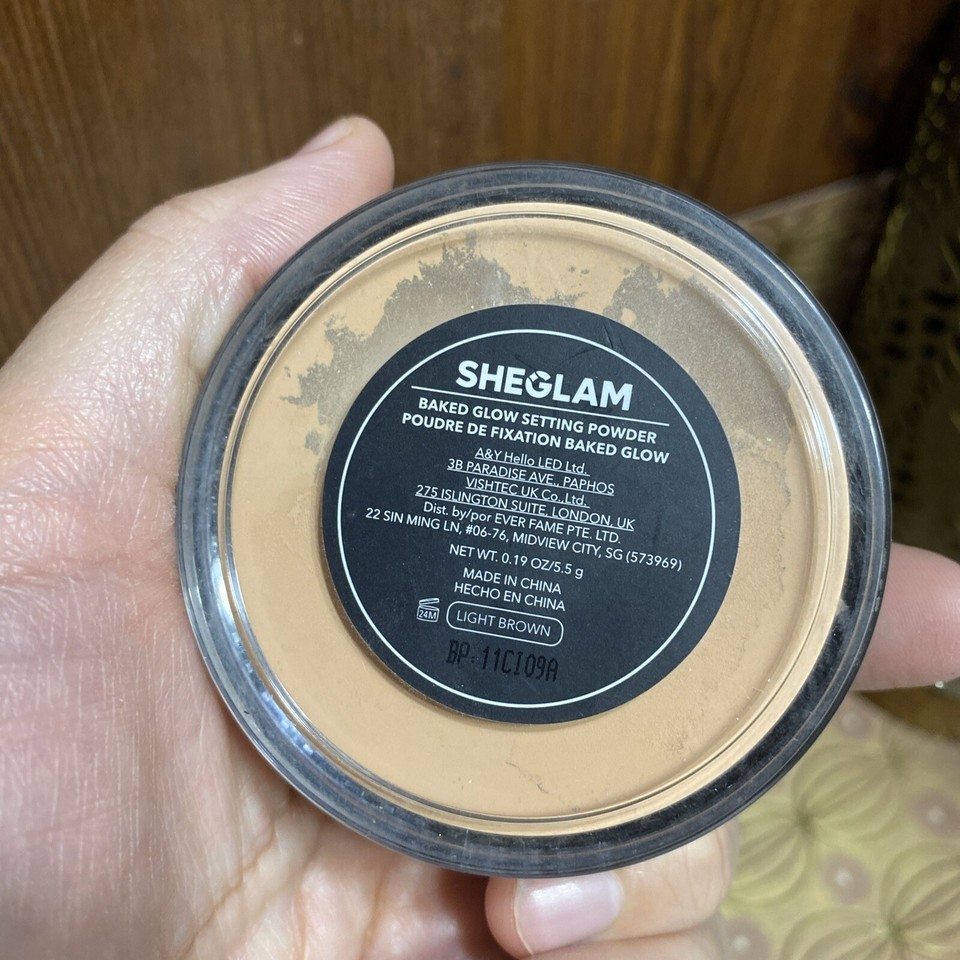 SHEGLAM
BAKED GLOW SETTING POWDER
POUDRE DE FIXATION BAKED GLOW
A&Y Hello LED Ltd.
3B PARADISE AVE., PAPHOS
VISHTEC UK Co.,Ltd.
275 ISLINGTON SUITE, LONDON, UK
Dist. by/por EVER FAME PTE. LTD.
22 SIN MING LN, #06-76, MIDVIEW CITY, SG (573969)
NET WT. 0.19 OZ/5.5 g
MADE IN CHINA
HECHO EN CHINA
24M
LIGHT BROWN
BP: 11CI09A